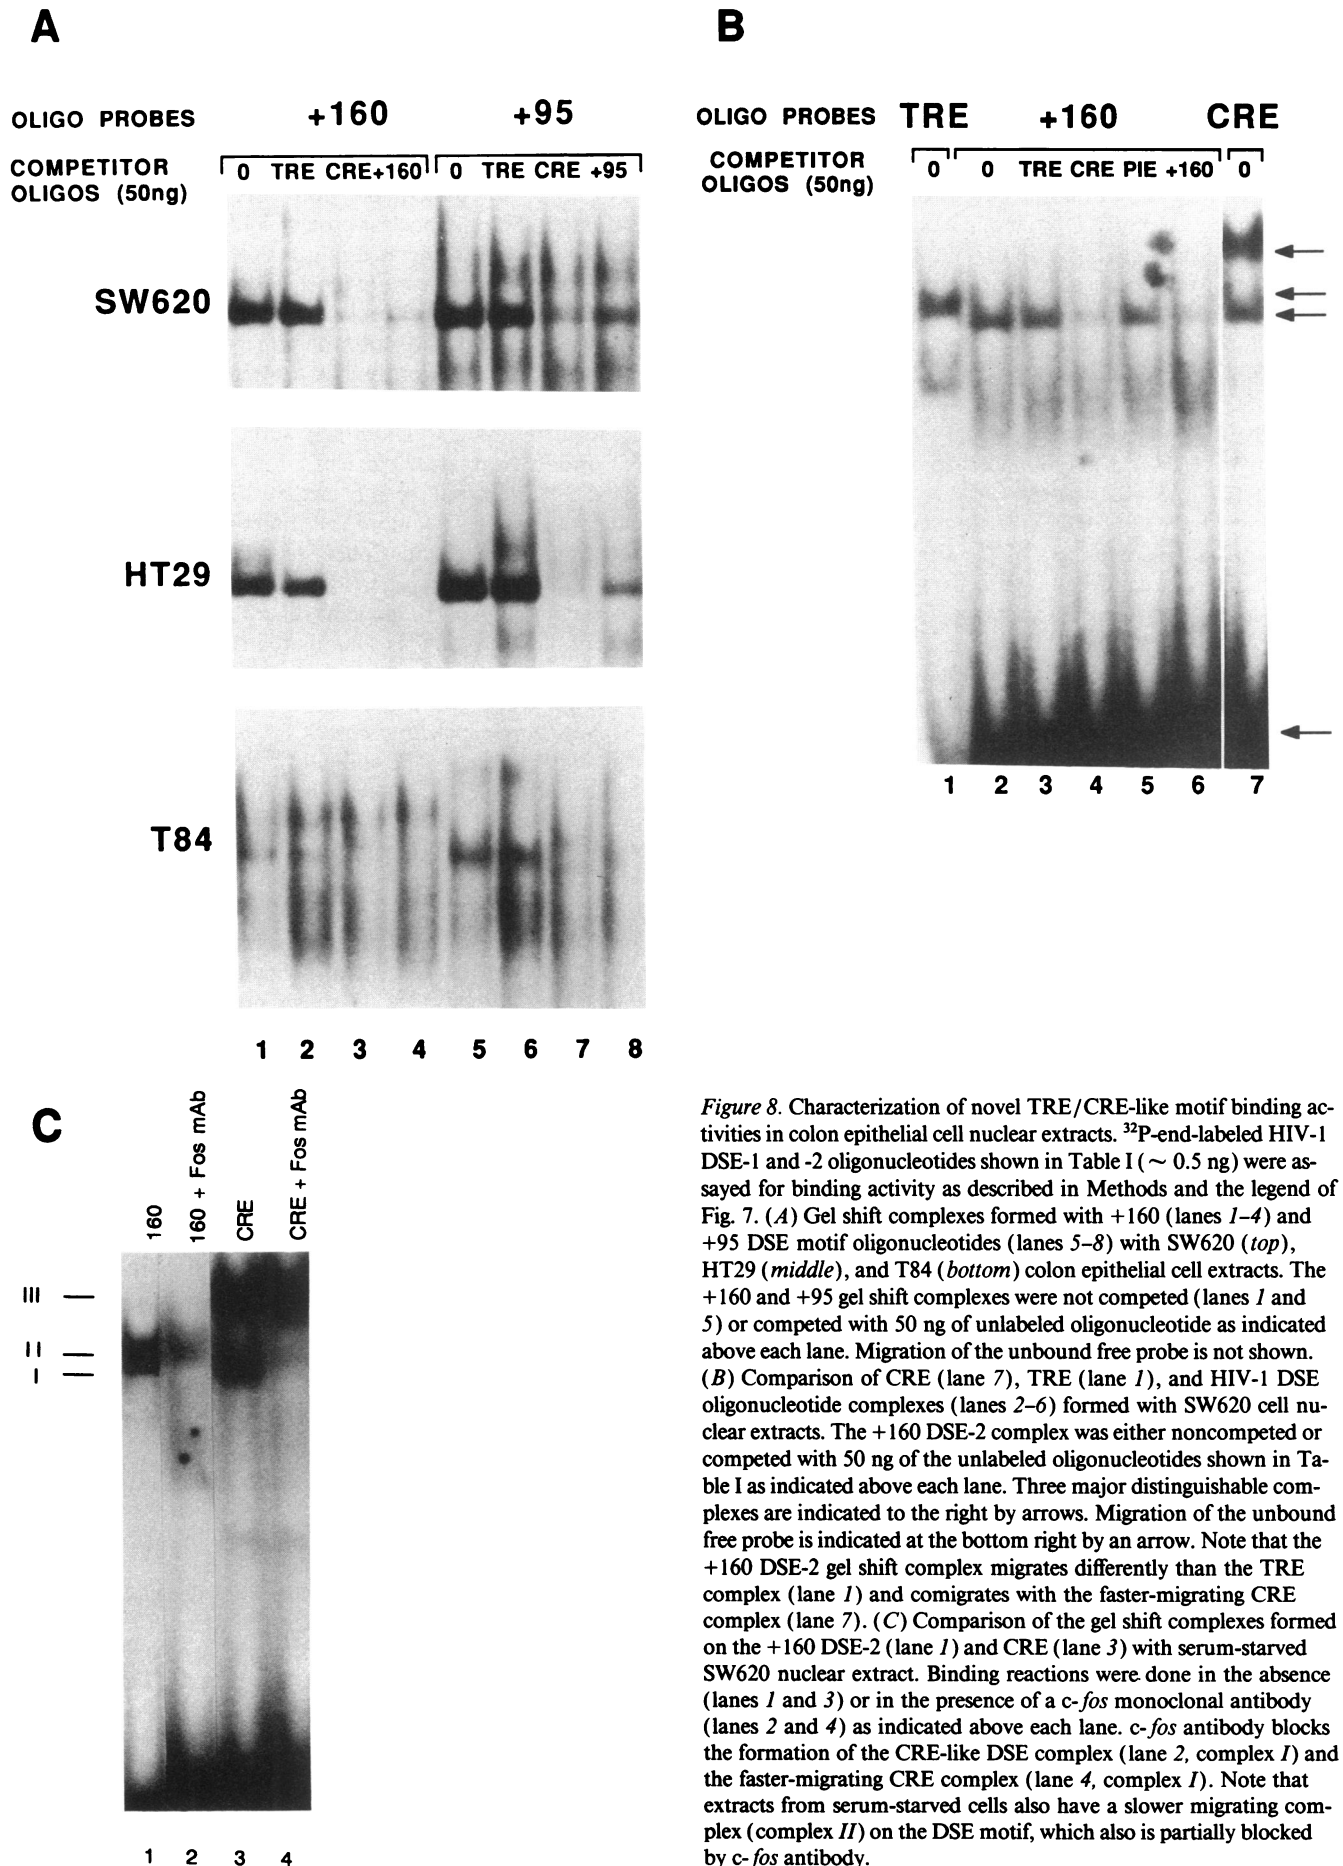 A
OLIGO PROBES +160 +95
COMPETITOR OLIGOS (50ng) 0 TRE CRE+160 0 TRE CRE +95
SW620
HT29
T84
1 2 3 4 5 6 7 8
B
OLIGO PROBES TRE +160 CRE
COMPETITOR OLIGOS (50ng) 0 0 TRE CRE PIE +160 0
1 2 3 4 5 6 7
C
160
160 + Fos mAb
CRE
CRE + Fos mAb
III
II
I
1 2 3 4
Figure 8. Characterization of novel TRE/CRE-like motif binding ac-
tivities in colon epithelial cell nuclear extracts. ³²P-end-labeled HIV-1
DSE-1 and -2 oligonucleotides shown in Table I (~ 0.5 ng) were as-
sayed for binding activity as described in Methods and the legend of
Fig. 7. (A) Gel shift complexes formed with +160 (lanes 1–4) and
+95 DSE motif oligonucleotides (lanes 5–8) with SW620 (top),
HT29 (middle), and T84 (bottom) colon epithelial cell extracts. The
+160 and +95 gel shift complexes were not competed (lanes 1 and
5) or competed with 50 ng of unlabeled oligonucleotide as indicated
above each lane. Migration of the unbound free probe is not shown.
(B) Comparison of CRE (lane 7), TRE (lane 1), and HIV-1 DSE
oligonucleotide complexes (lanes 2–6) formed with SW620 cell nu-
clear extracts. The +160 DSE-2 complex was either noncompeted or
competed with 50 ng of the unlabeled oligonucleotides shown in Ta-
ble I as indicated above each lane. Three major distinguishable com-
plexes are indicated to the right by arrows. Migration of the unbound
free probe is indicated at the bottom right by an arrow. Note that the
+160 DSE-2 gel shift complex migrates differently than the TRE
complex (lane 1) and comigrates with the faster-migrating CRE
complex (lane 7). (C) Comparison of the gel shift complexes formed
on the +160 DSE-2 (lane 1) and CRE (lane 3) with serum-starved
SW620 nuclear extract. Binding reactions were done in the absence
(lanes 1 and 3) or in the presence of a c-fos monoclonal antibody
(lanes 2 and 4) as indicated above each lane. c-fos antibody blocks
the formation of the CRE-like DSE complex (lane 2, complex I) and
the faster-migrating CRE complex (lane 4, complex I). Note that
extracts from serum-starved cells also have a slower migrating com-
plex (complex II) on the DSE motif, which also is partially blocked
by c-fos antibody.